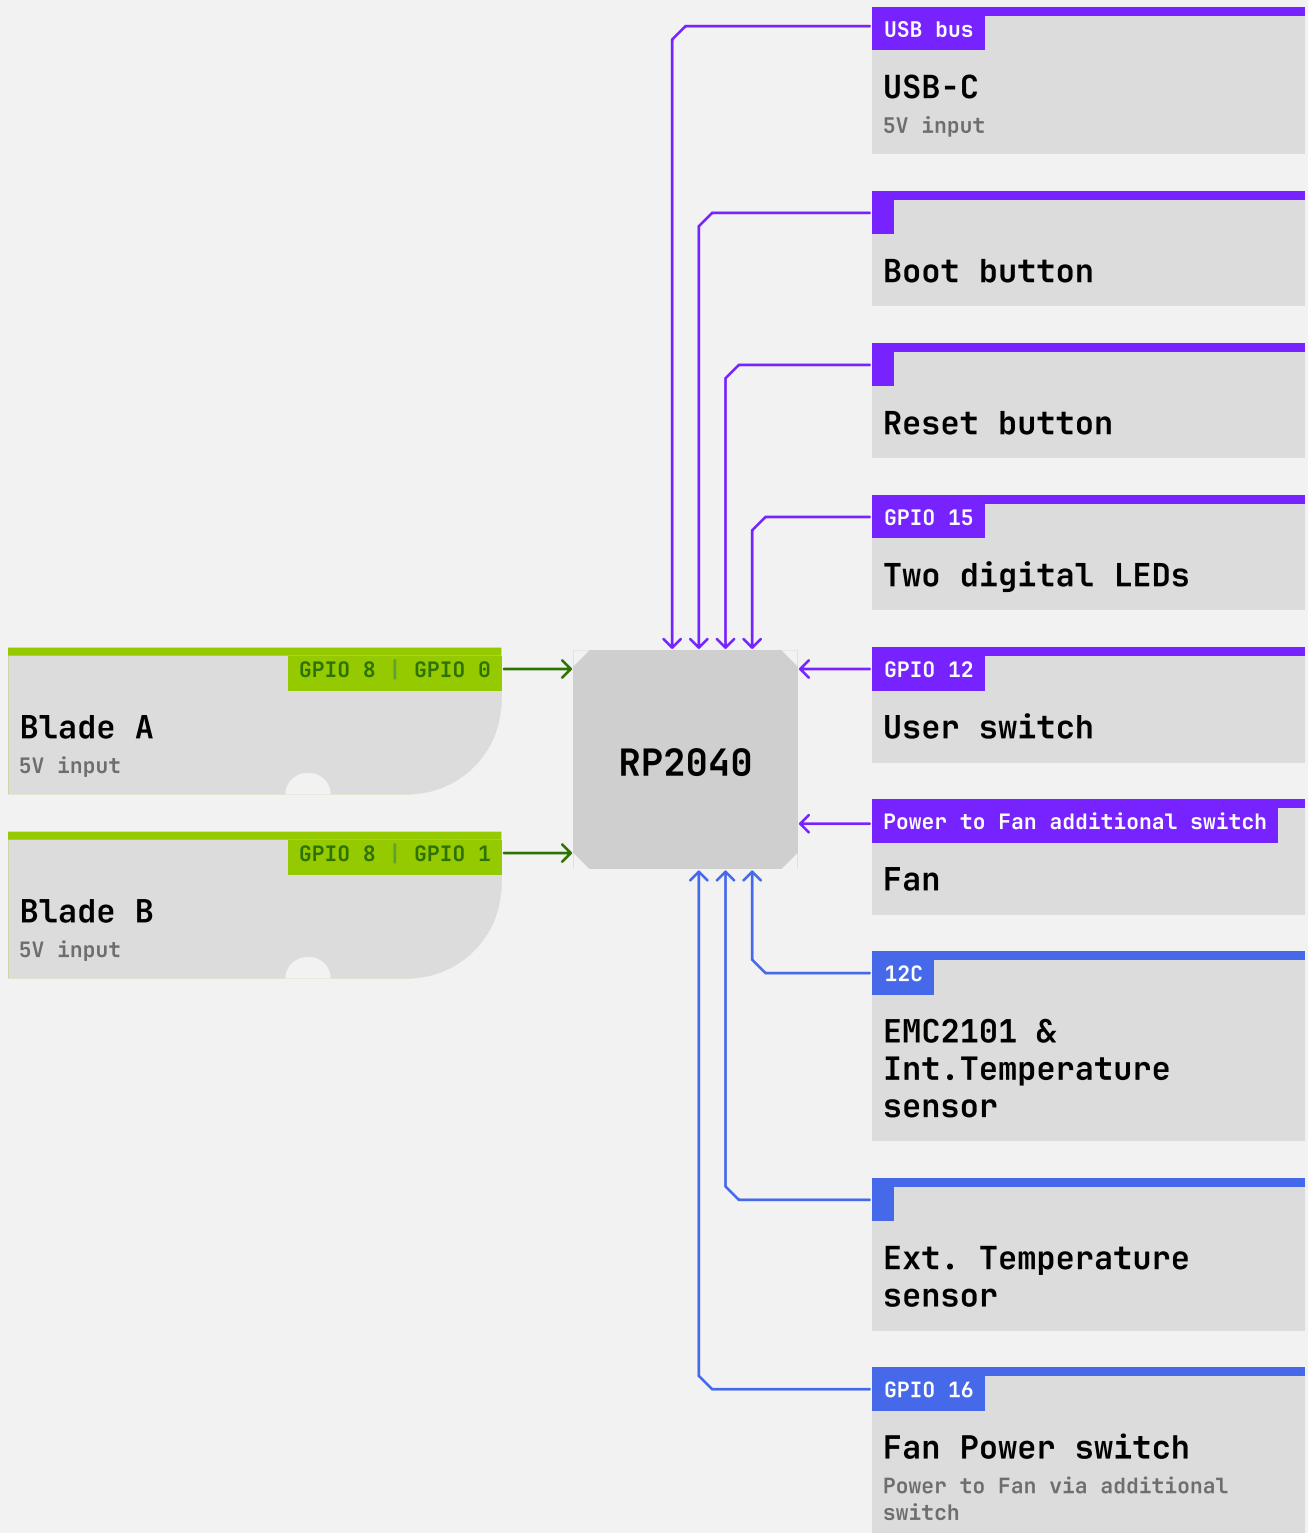 USB bus
USB-C
5V input
Boot button
Reset button
GPIO 15
Two digital LEDs
GPIO 8 | GPIO 0
Blade A
5V input
GPIO 8 | GPIO 1
Blade B
5V input
RP2040
GPIO 12
User switch
Power to Fan additional switch
Fan
12C
EMC2101 &
Int.Temperature
sensor
Ext. Temperature
sensor
GPIO 16
Fan Power switch
Power to Fan via additional
switch